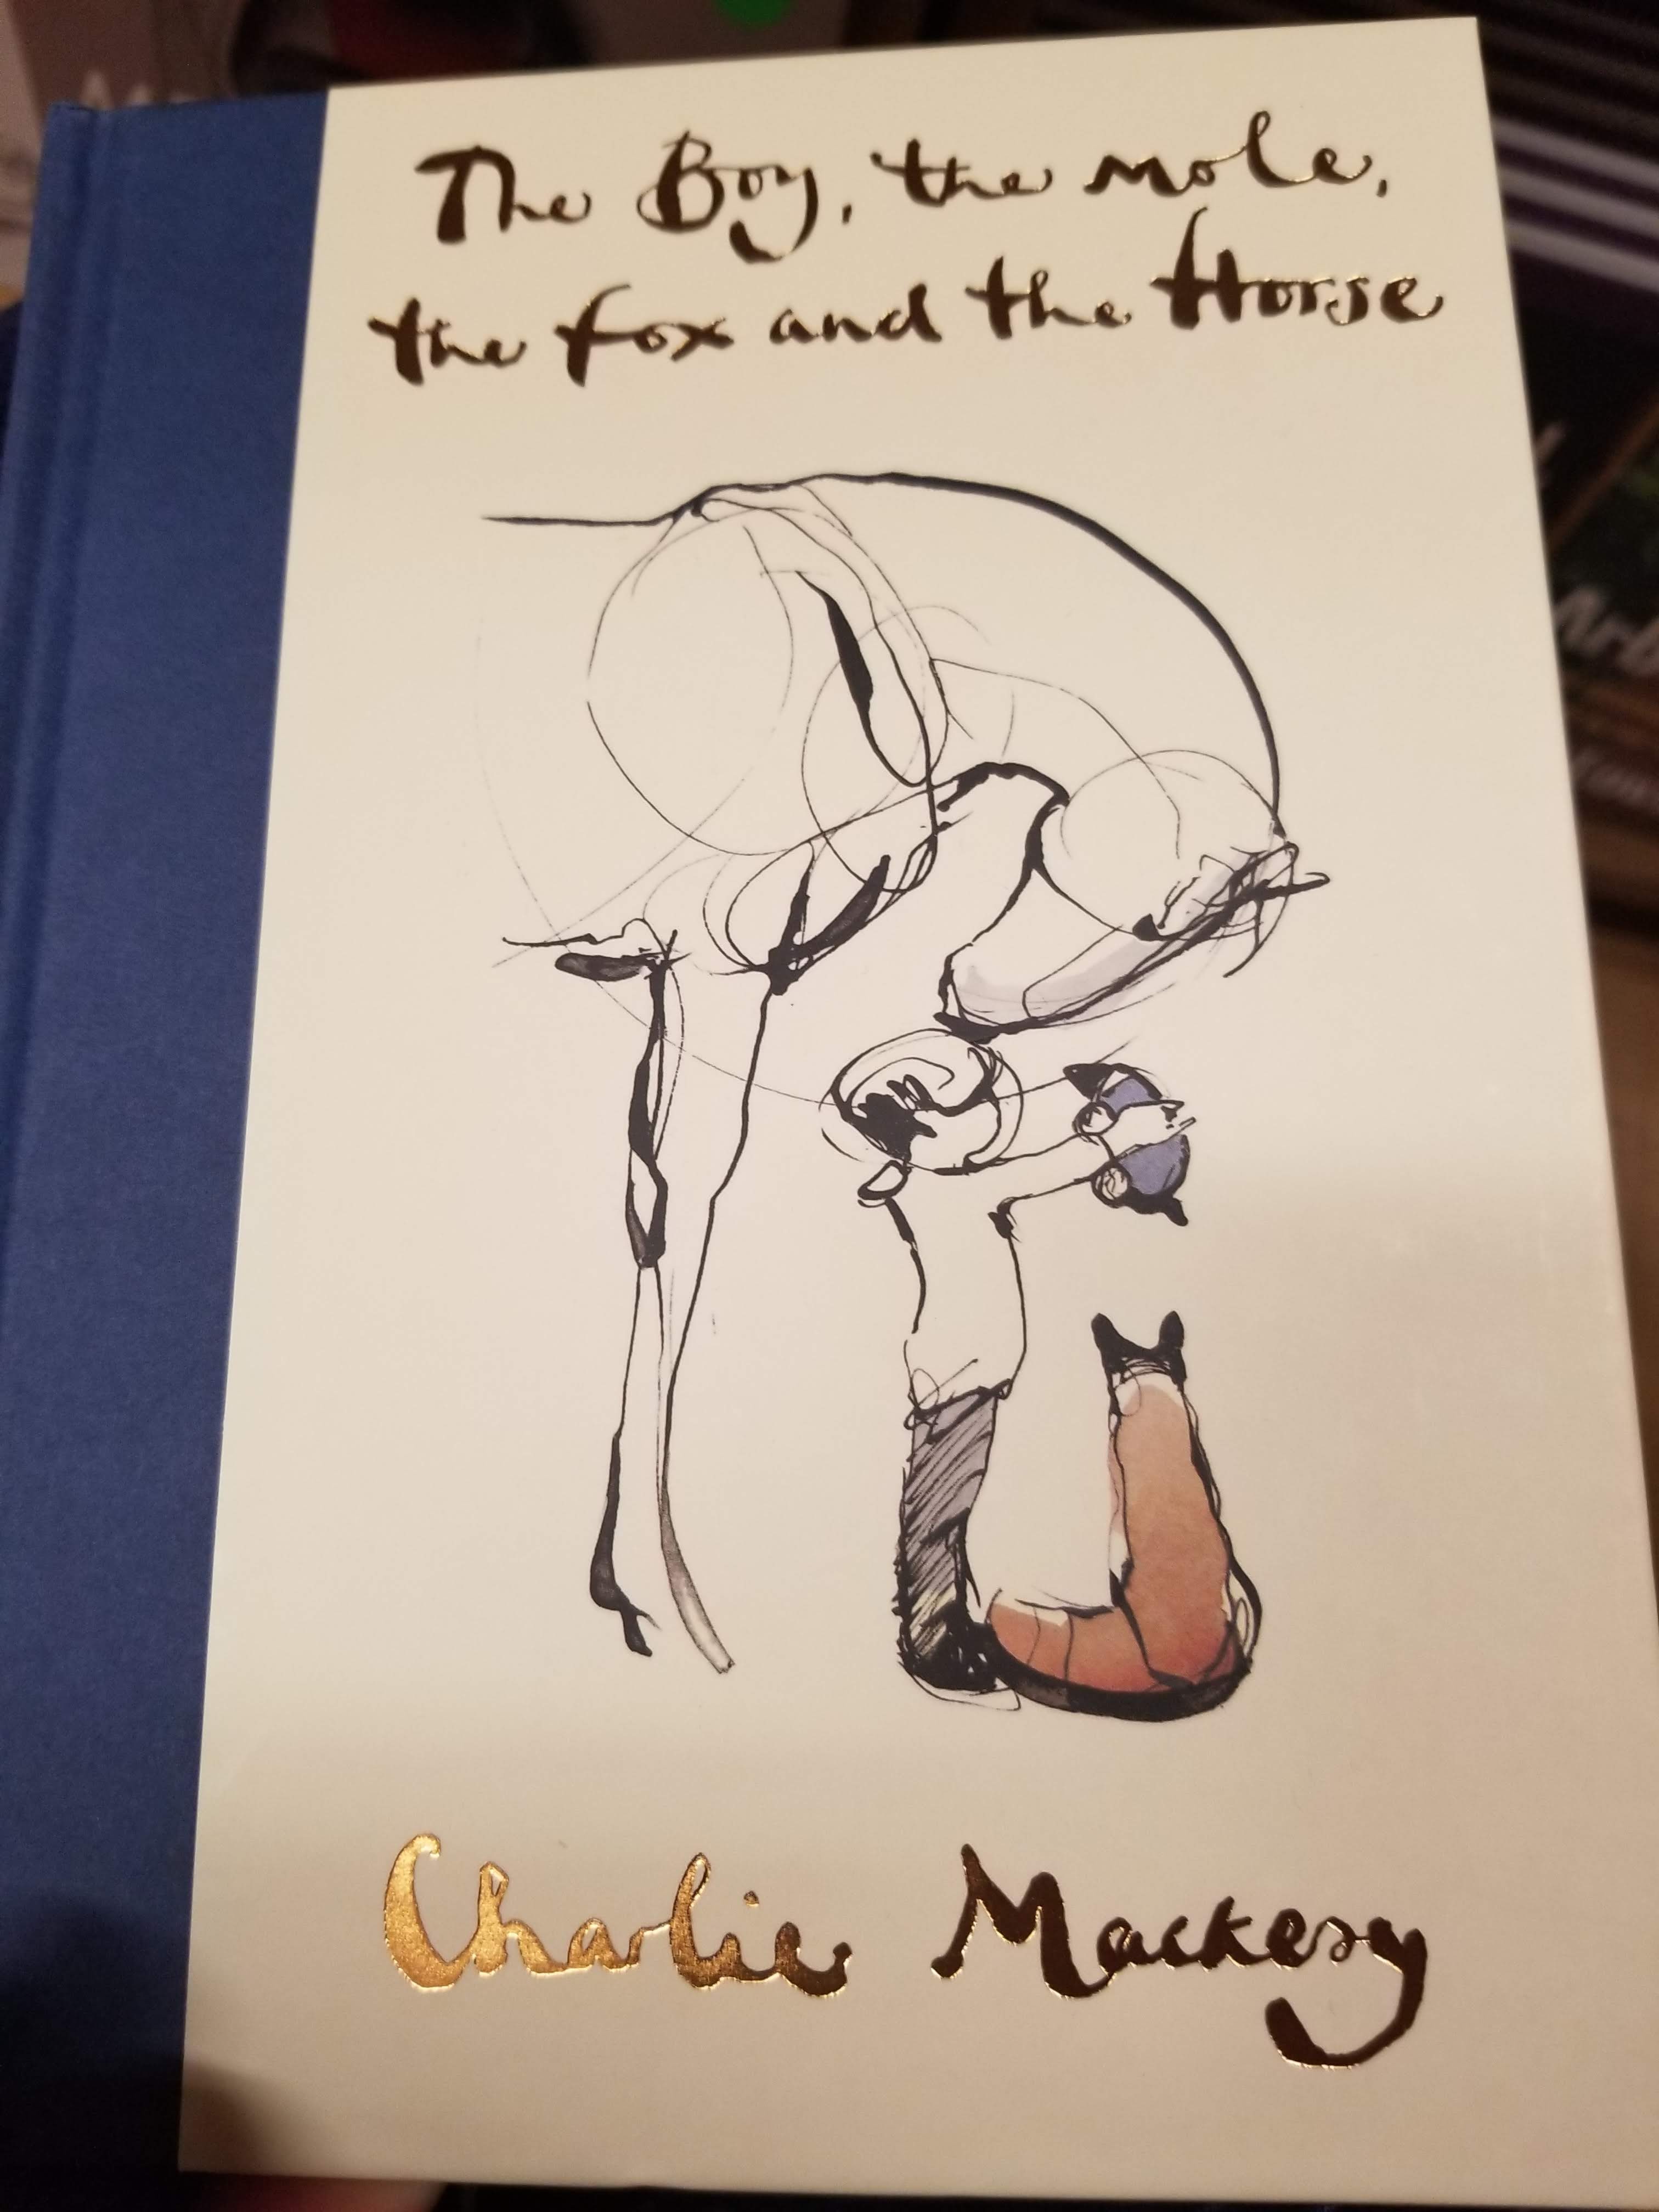 The Boy, the mole,
the fox and the Horse
Charlie Mackesy